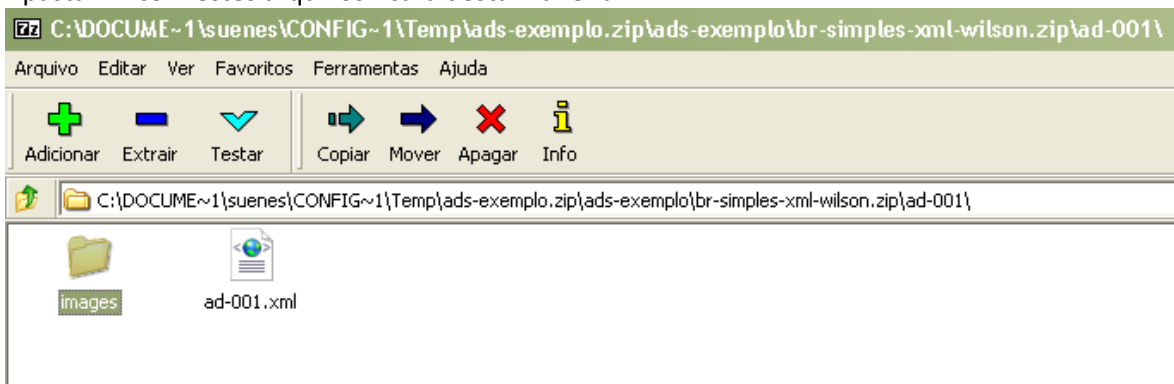 C:\DOCUME~1\suenes\CONFIG~1\Temp\ads-exemplo.zip\ads-exemplo\br-simples-xml-wilson.zip\ad-001\
Arquivo Editar Ver Favoritos Ferramentas Ajuda
Adicionar Extrair Testar Copiar Mover Apagar Info
C:\DOCUME~1\suenes\CONFIG~1\Temp\ads-exemplo.zip\ads-exemplo\br-simples-xml-wilson.zip\ad-001\
images ad-001.xml